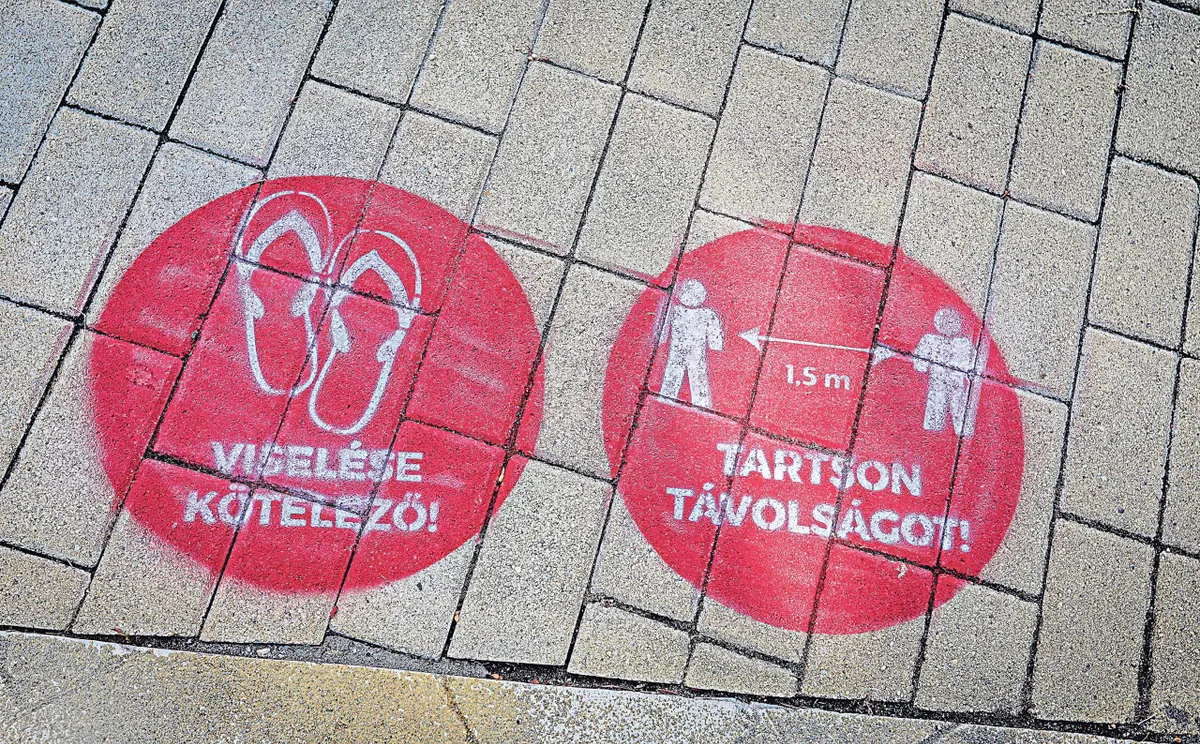 VISELÉSE
KÖTELEZŐ!
1,5 m
TARTSON
TÁVOLSÁGOT!